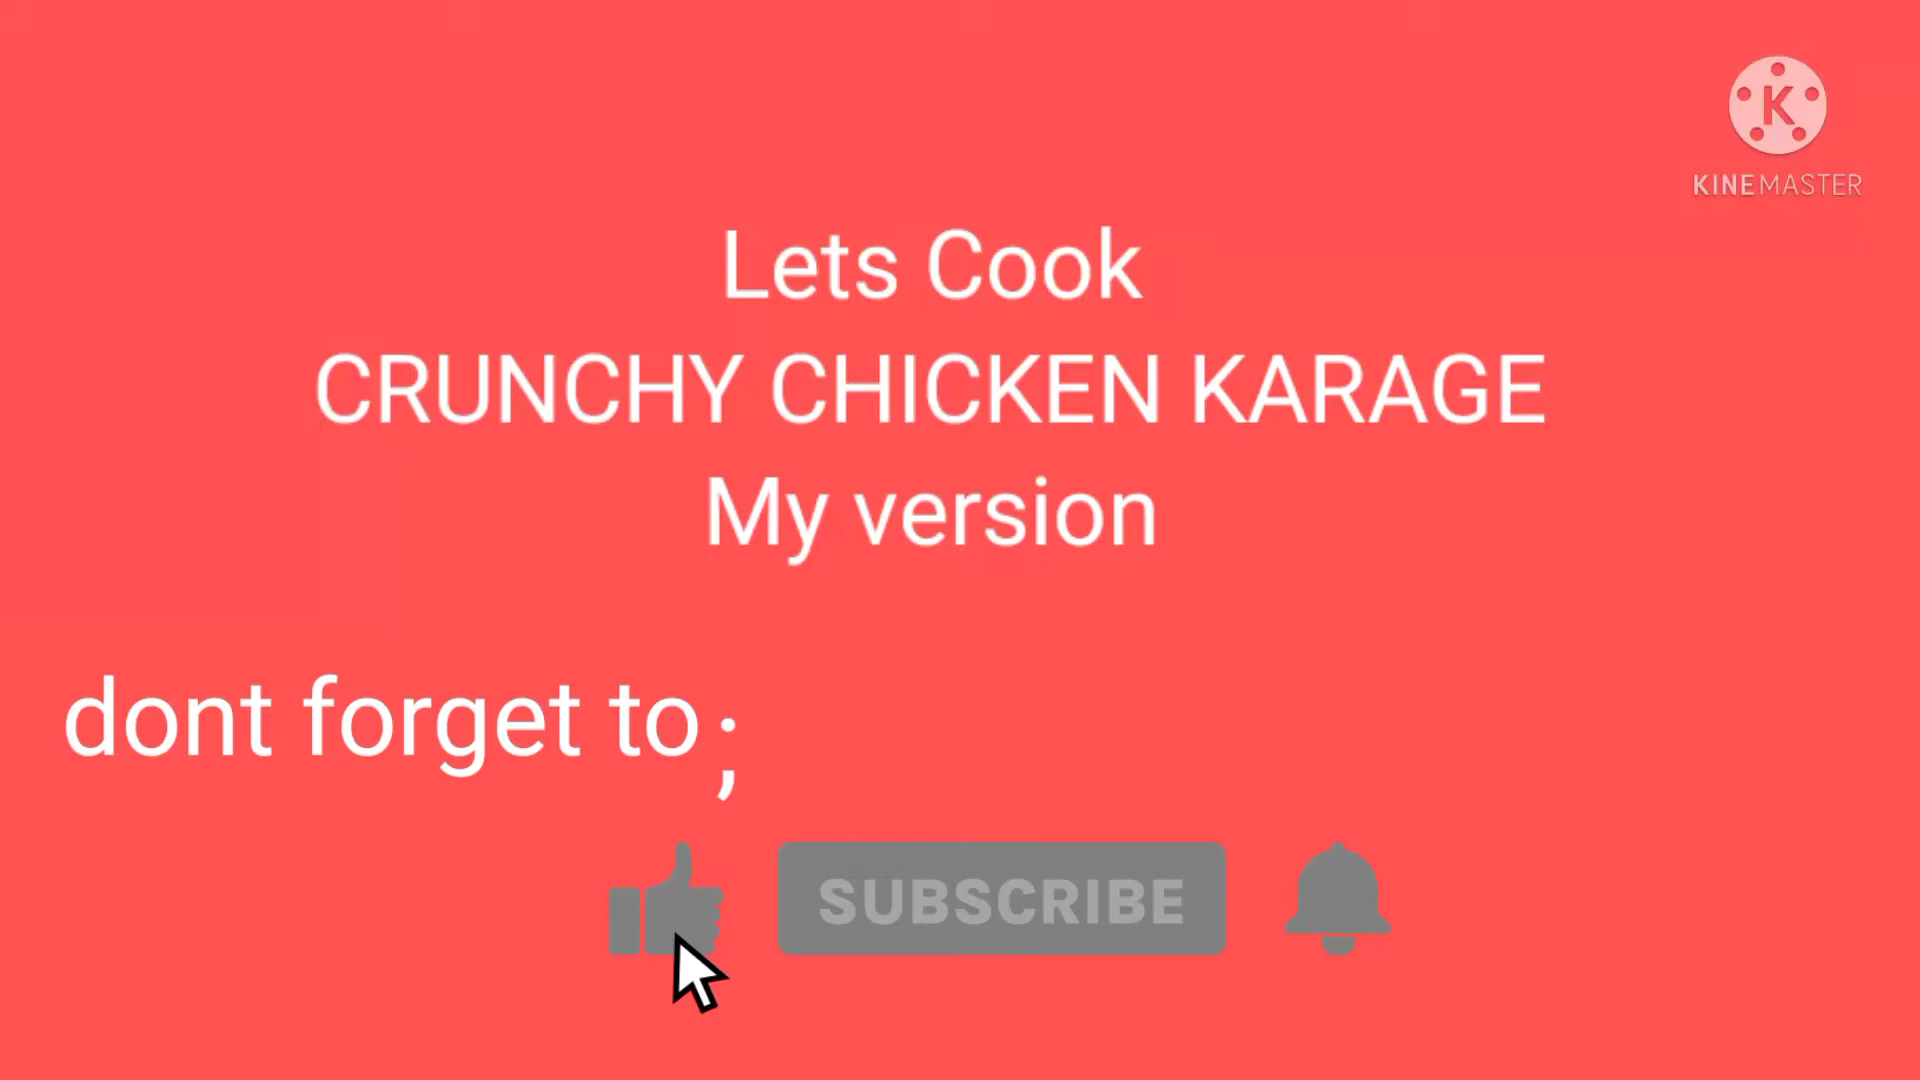 K
KINEMASTER
Lets Cook
CRUNCHY CHICKEN KARAGE
My version
dont forget to;
SUBSCRIBE